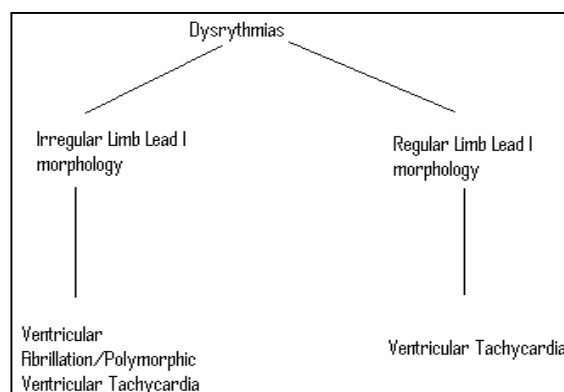 Dysrythmias
Irregular Limb Lead I
morphology
Regular Limb Lead I
morphology
Ventricular
Fibrillation/Polymorphic
Ventricular Tachycardia
Ventricular Tachycardia